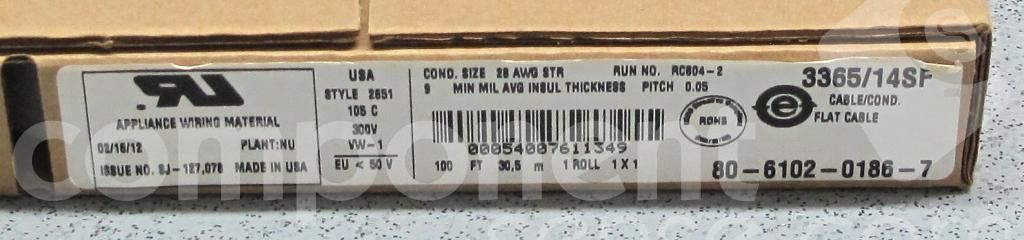 APPLIANCE WIRING MATERIAL
02/16/12 PLANT:NU
ISSUE NO. SJ-127,078 MADE IN USA
USA
STYLE 2651
105 C
300V
VW-1
EU < 50 V
COND. SIZE 28 AWG STR RUN NO. RC604-2
9 MIN MIL AVG INSUL THICKNESS PITCH 0.05
00054007611349
100 FT 30.5 m 1 ROLL 1 X 1
ROHS
3365/14SF
e
CABLE/COND.
FLAT CABLE
80-6102-0186-7
component